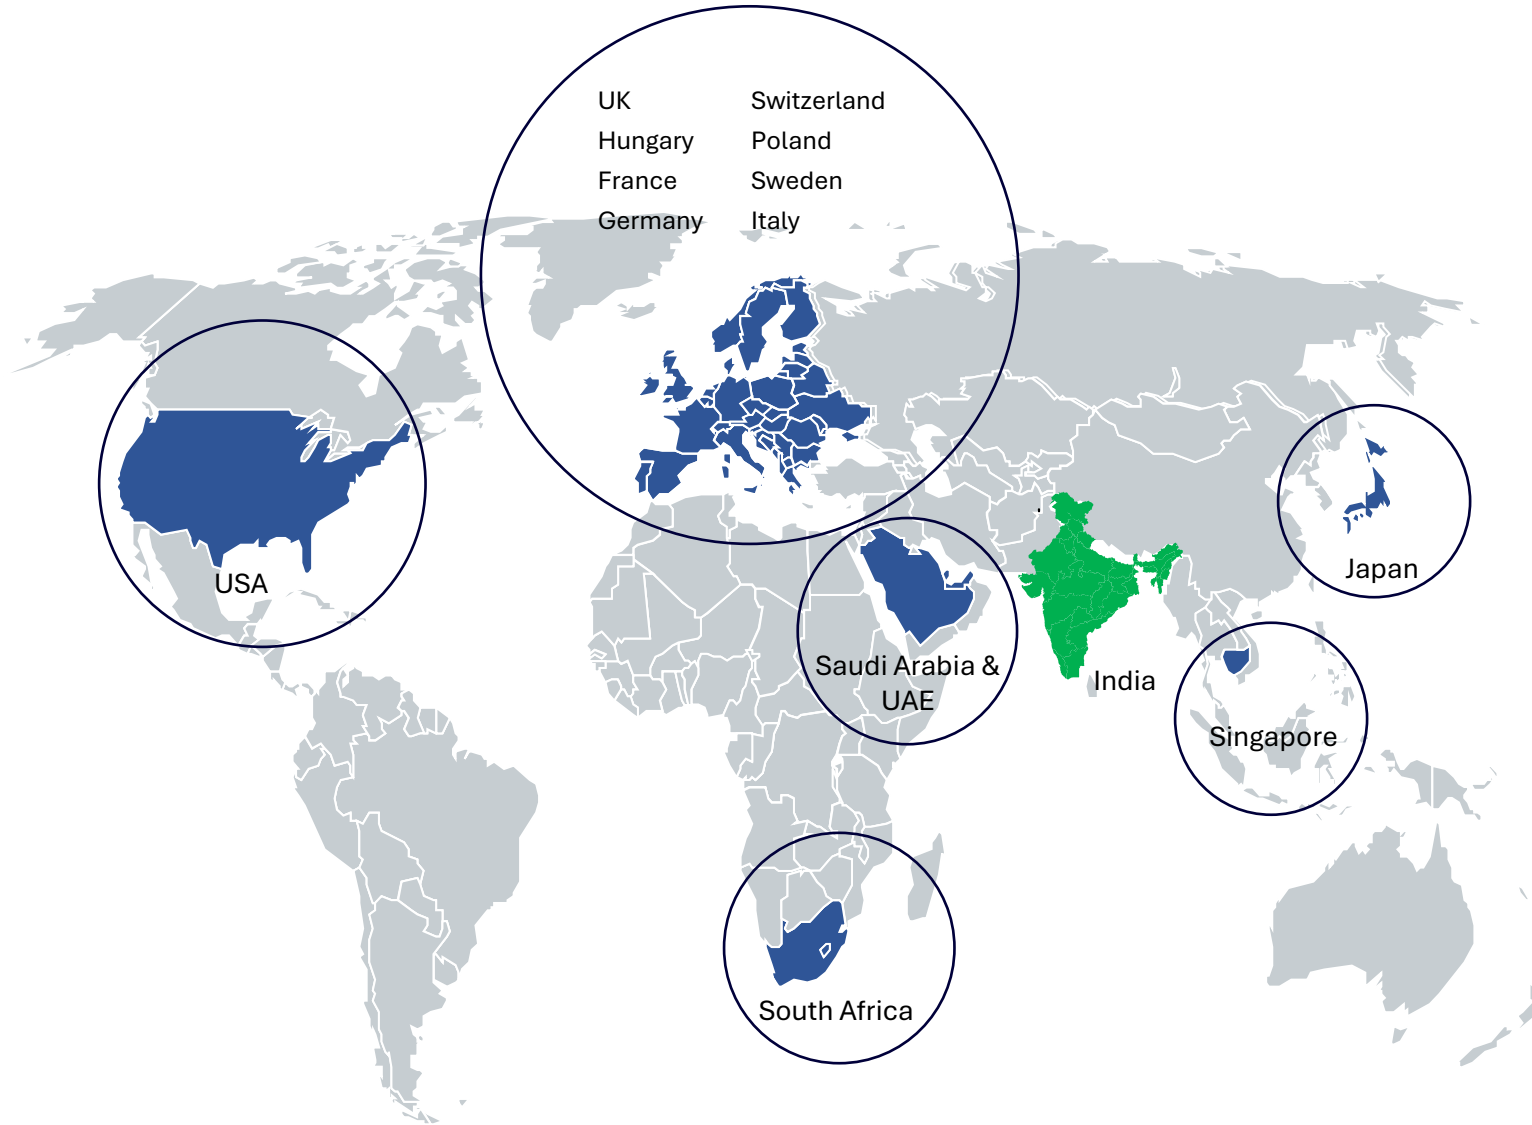 UK Switzerland
Hungary Poland
France Sweden
Germany Italy
USA
Japan
Saudi Arabia &
UAE
India
Singapore
South Africa